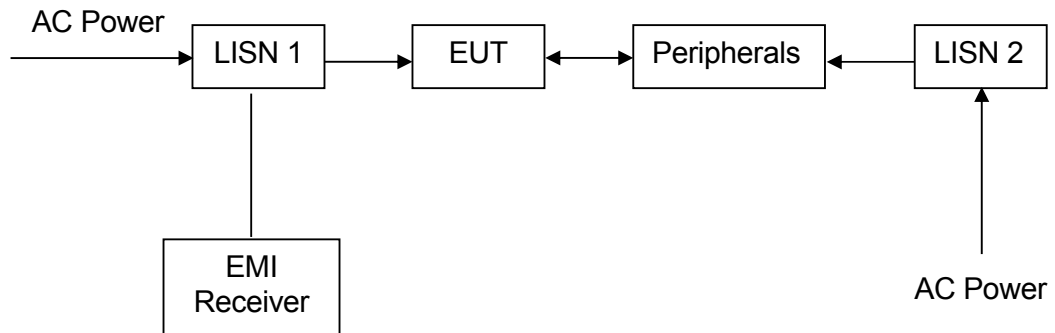 AC Power
LISN 1
EUT
Peripherals
LISN 2
EMI
Receiver
AC Power